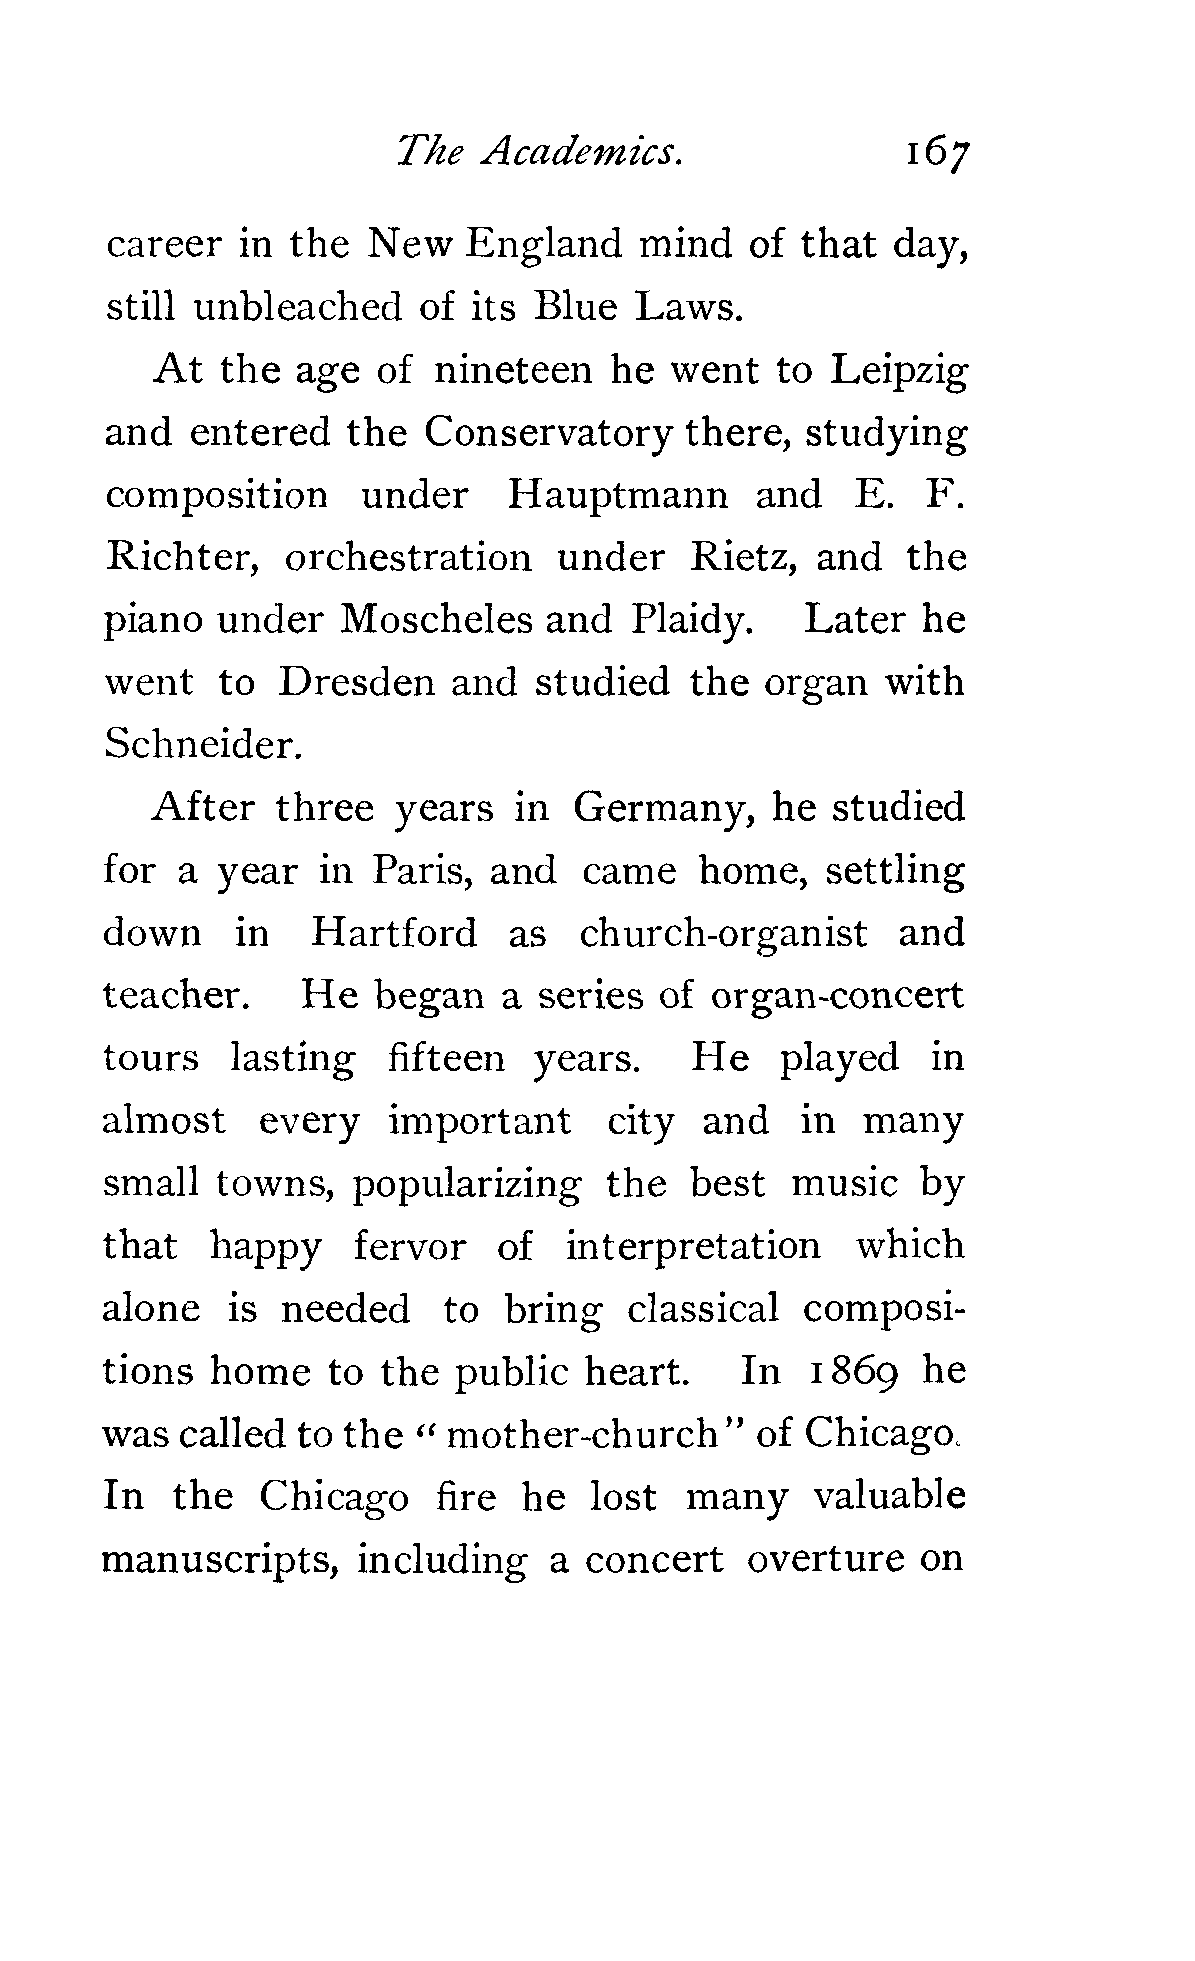 The Academics. 167
career in the New England mind of that day,
still unbleached of its Blue Laws.
At the age of nineteen he went to Leipzig
and entered the Conservatory there, studying
composition under Hauptmann and E. F.
Richter, orchestration under Rietz, and the
piano under Moscheles and Plaidy. Later he
went to Dresden and studied the organ with
Schneider.
After three years in Germany, he studied
for a year in Paris, and came home, settling
down in Hartford as church-organist and
teacher. He began a series of organ-concert
tours lasting fifteen years. He played in
almost every important city and in many
small towns, popularizing the best music by
that happy fervor of interpretation which
alone is needed to bring classical composi-
tions home to the public heart. In 1869 he
was called to the “ mother-church” of Chicago.
In the Chicago fire he lost many valuable
manuscripts, including a concert overture on